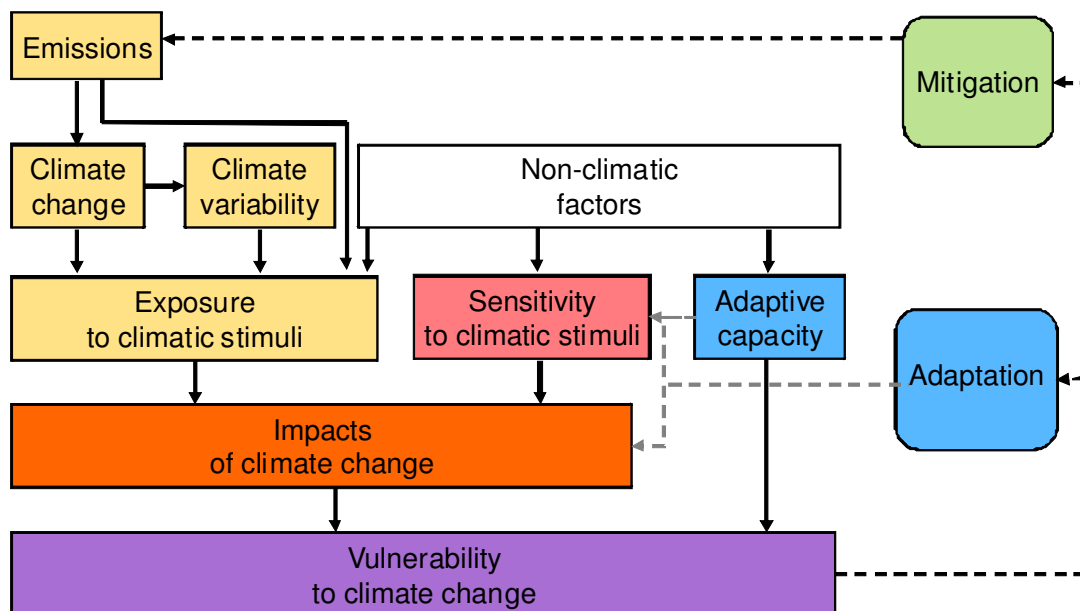 Emissions
Mitigation
Climate
change
Climate
variability
Non-climatic
factors
Exposure
to climatic stimuli
Sensitivity
to climatic stimuli
Adaptive
capacity
Adaptation
Impacts
of climate change
Vulnerability
to climate change